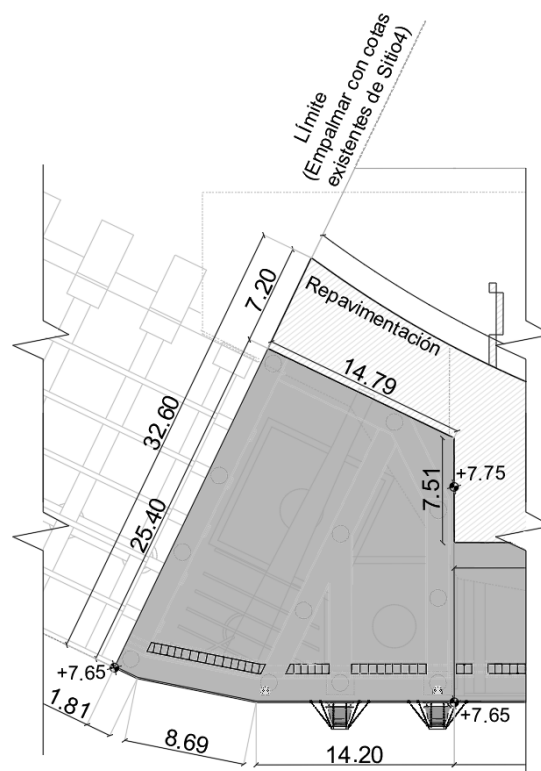 Límite
(Empalmar con cotas
existentes de Sitio4)
7.20
Repavimentación
14.79
32.60
25.40
7.51
+7.75
+7.65
1.81
8.69
14.20
+7.65